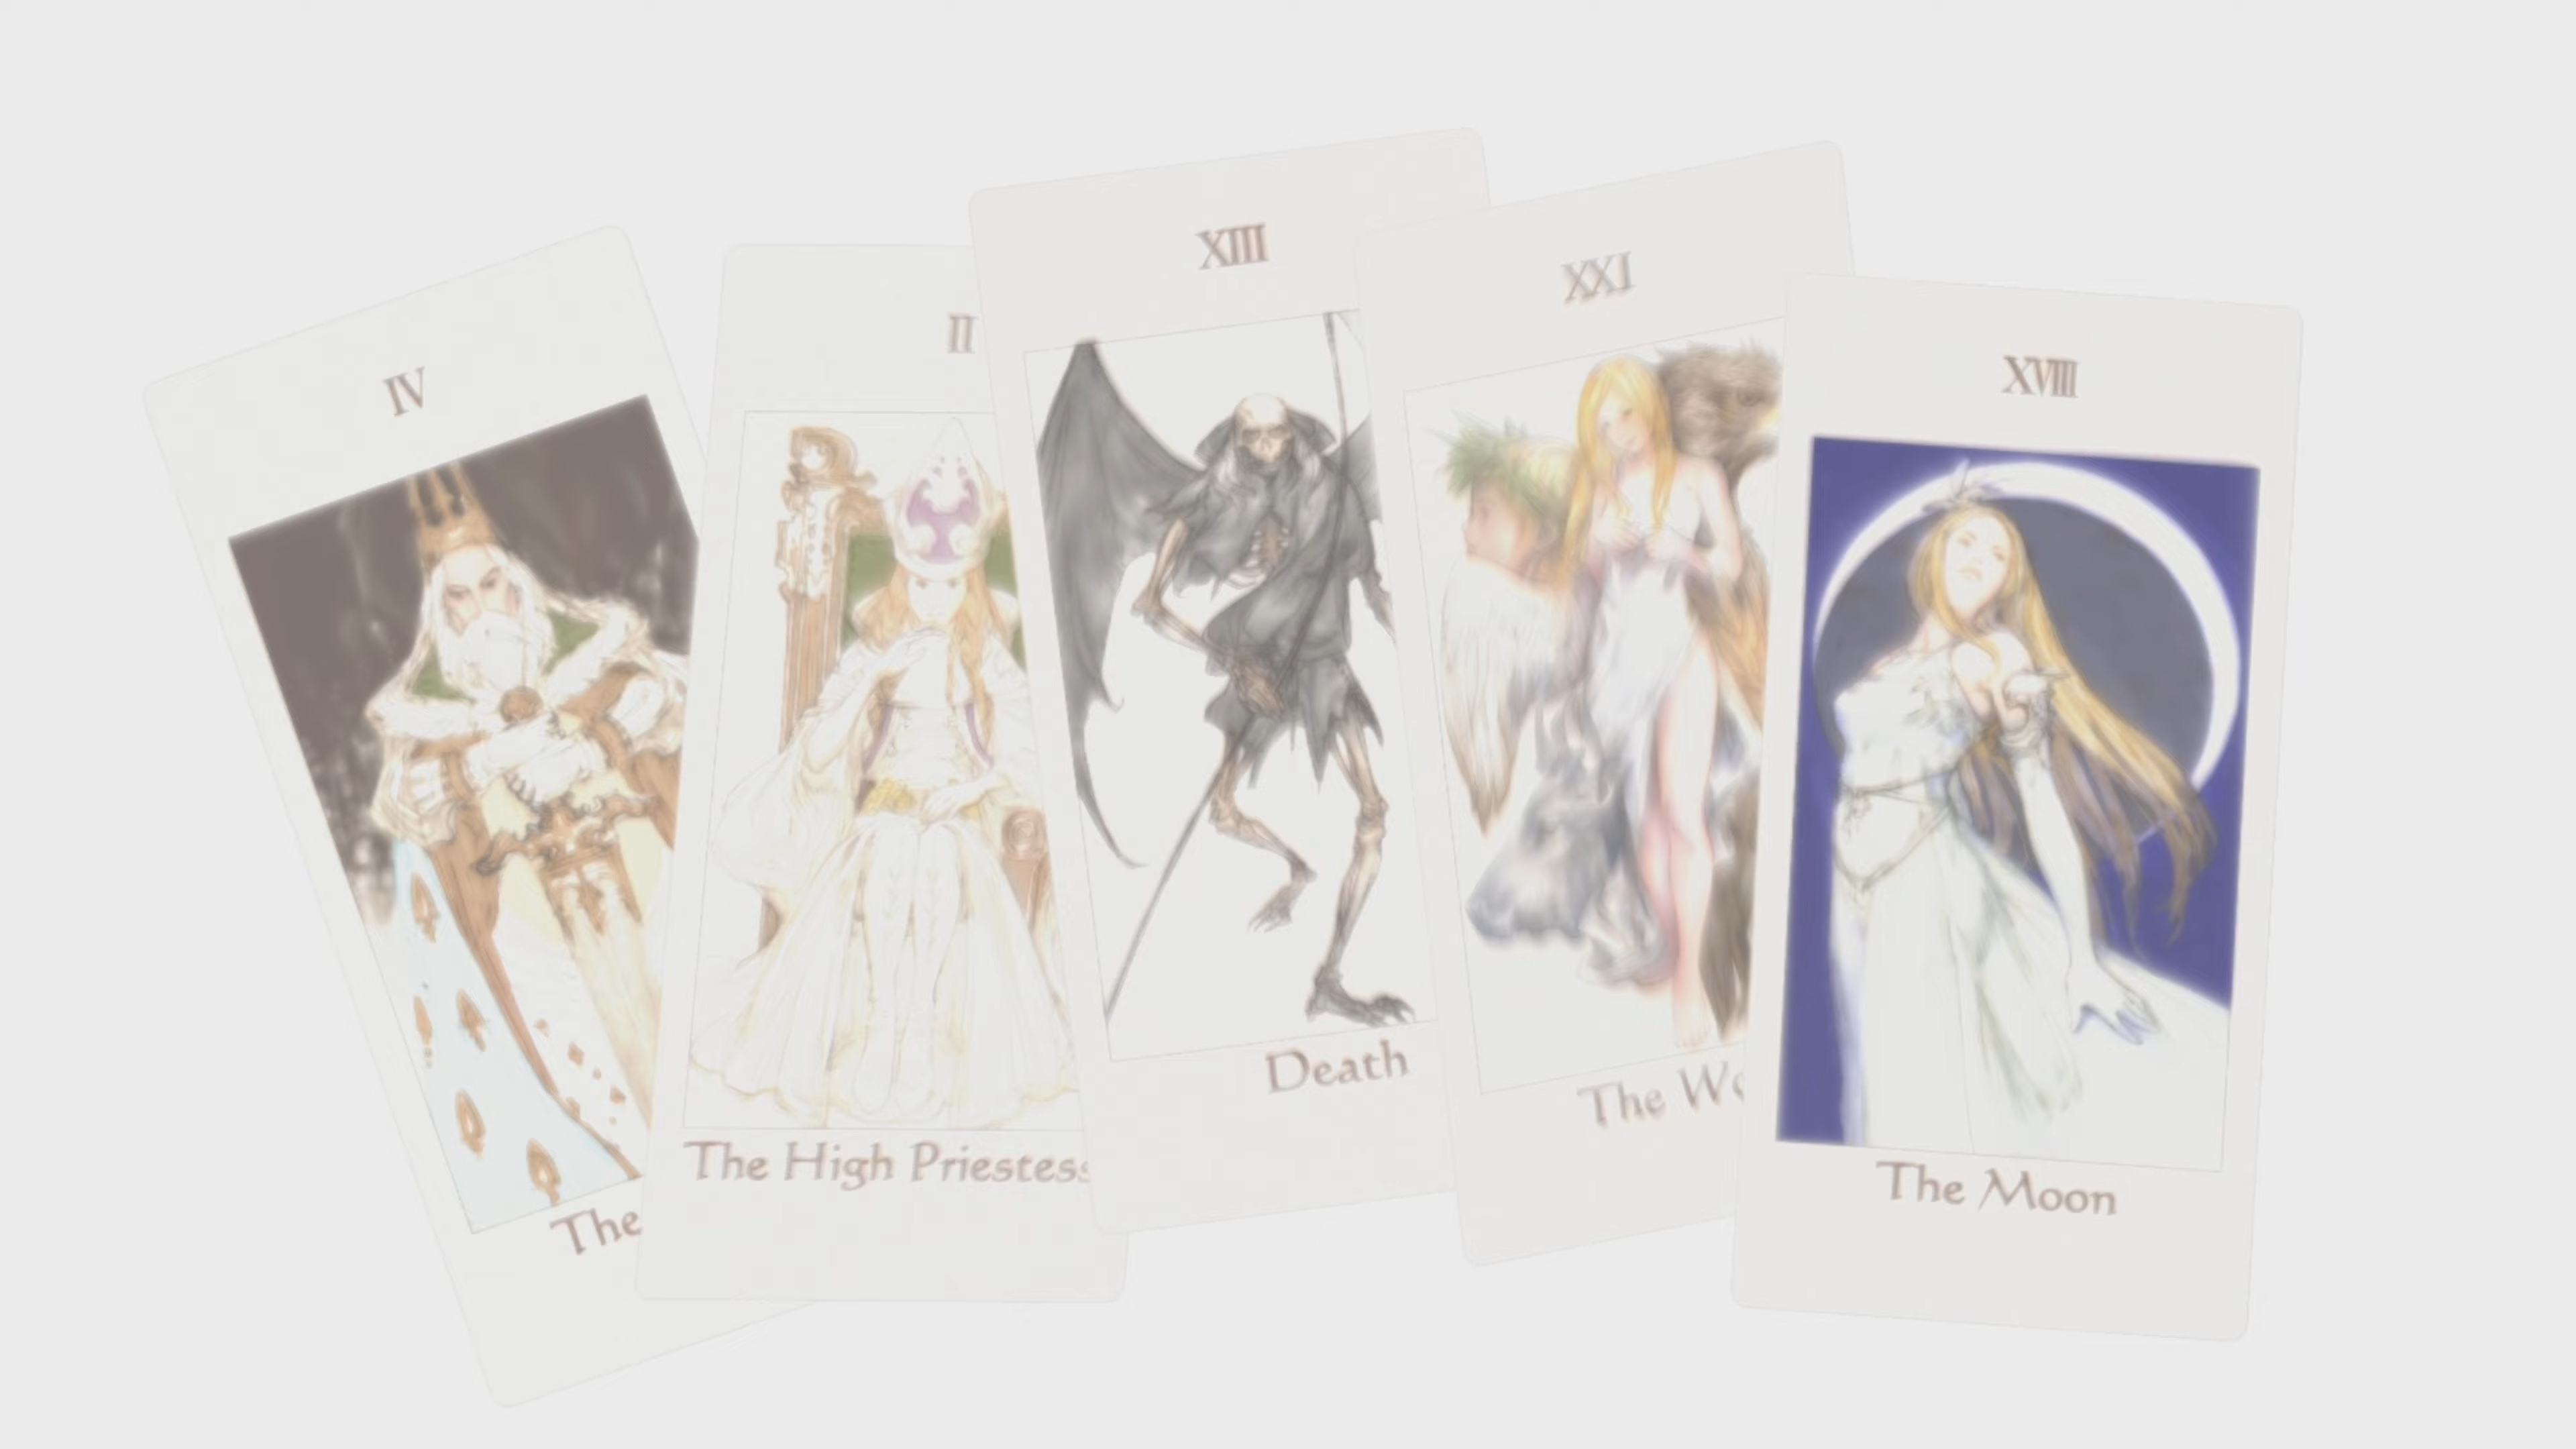 IV
The
II
The High Priestess
XIII
Death
XXI
The Wo
XVIII
The Moon